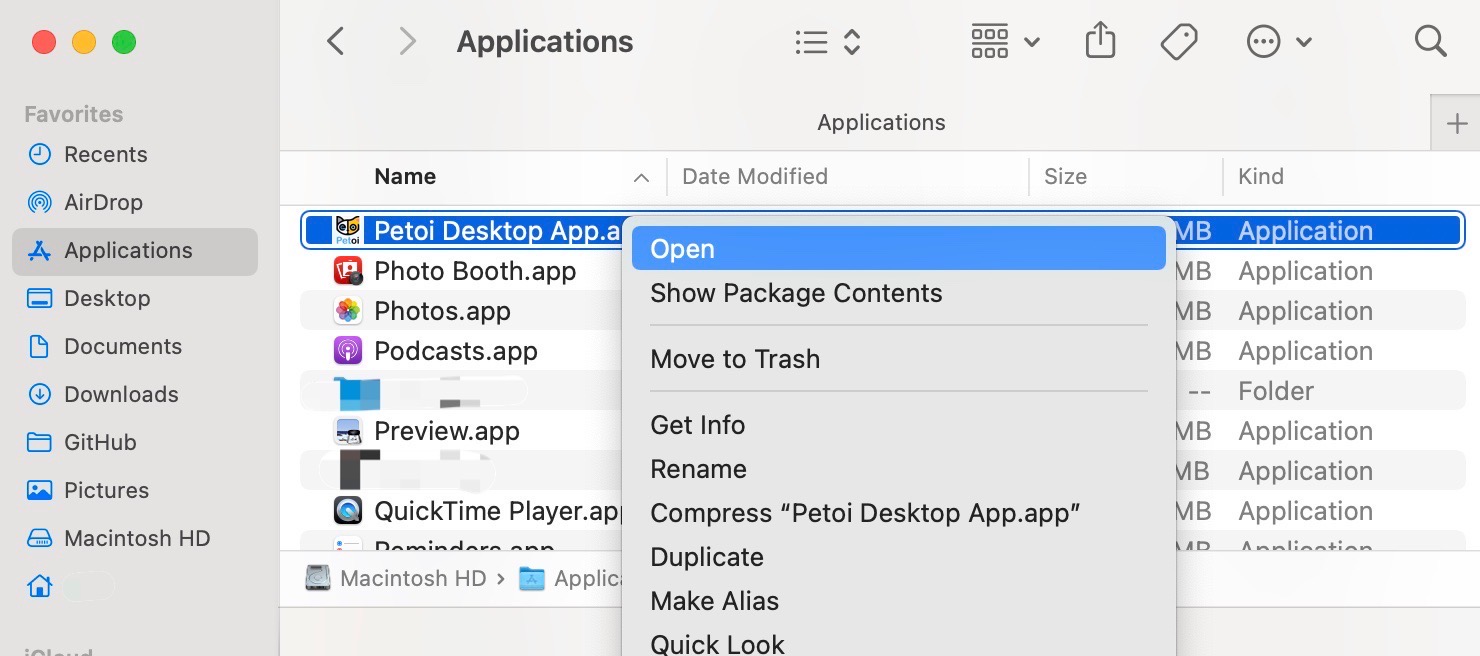 Applications
Favorites
Recents
AirDrop
Applications
Desktop
Documents
Downloads
GitHub
Pictures
Macintosh HD
iCloud
Applications
Name
Date Modified
Size
Kind
Petoi
Petoi Desktop App.a MB Application
Photo Booth.app MB Application
Photos.app MB Application
Podcasts.app MB Application
-- Folder
Preview.app MB Application
MB Application
QuickTime Player.app MB Application
Reminders.app MB Application
Macintosh HD › Applica
Open
Show Package Contents
Move to Trash
Get Info
Rename
Compress “Petoi Desktop App.app”
Duplicate
Make Alias
Quick Look